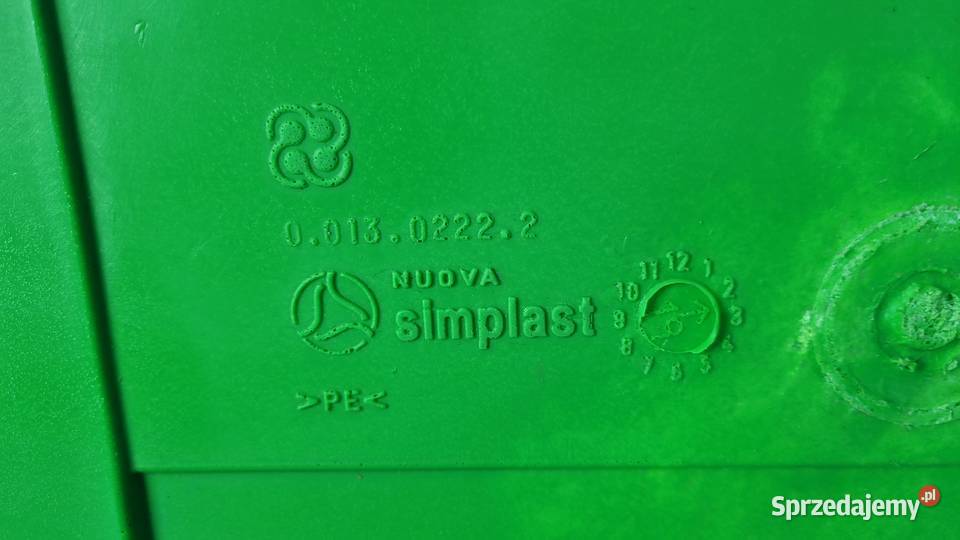 0.013.0222.2
NUOVA
simplast
12
11 1
10 2
9 3
8 4
7 5
6
>PE<
Sprzedajemy.pl